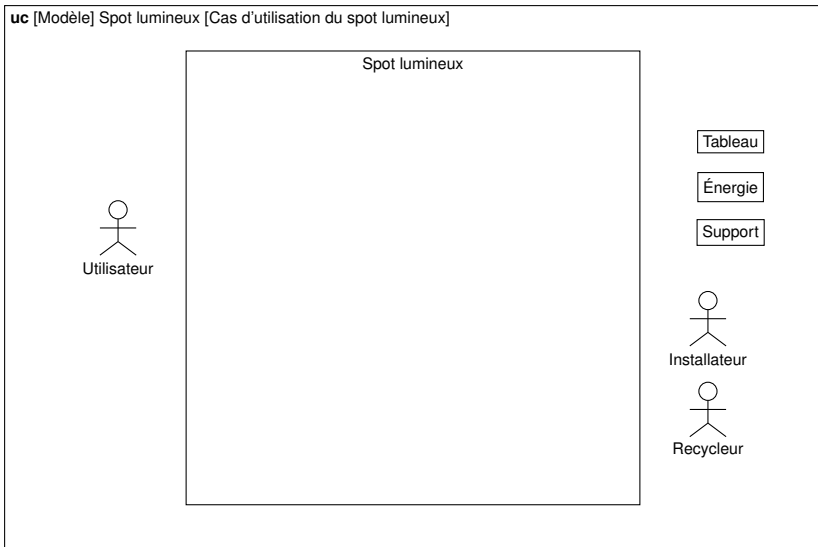 uc [Modèle] Spot lumineux [Cas d’utilisation du spot lumineux]
Spot lumineux
Tableau
Énergie
Support
Utilisateur
Installateur
Recycleur